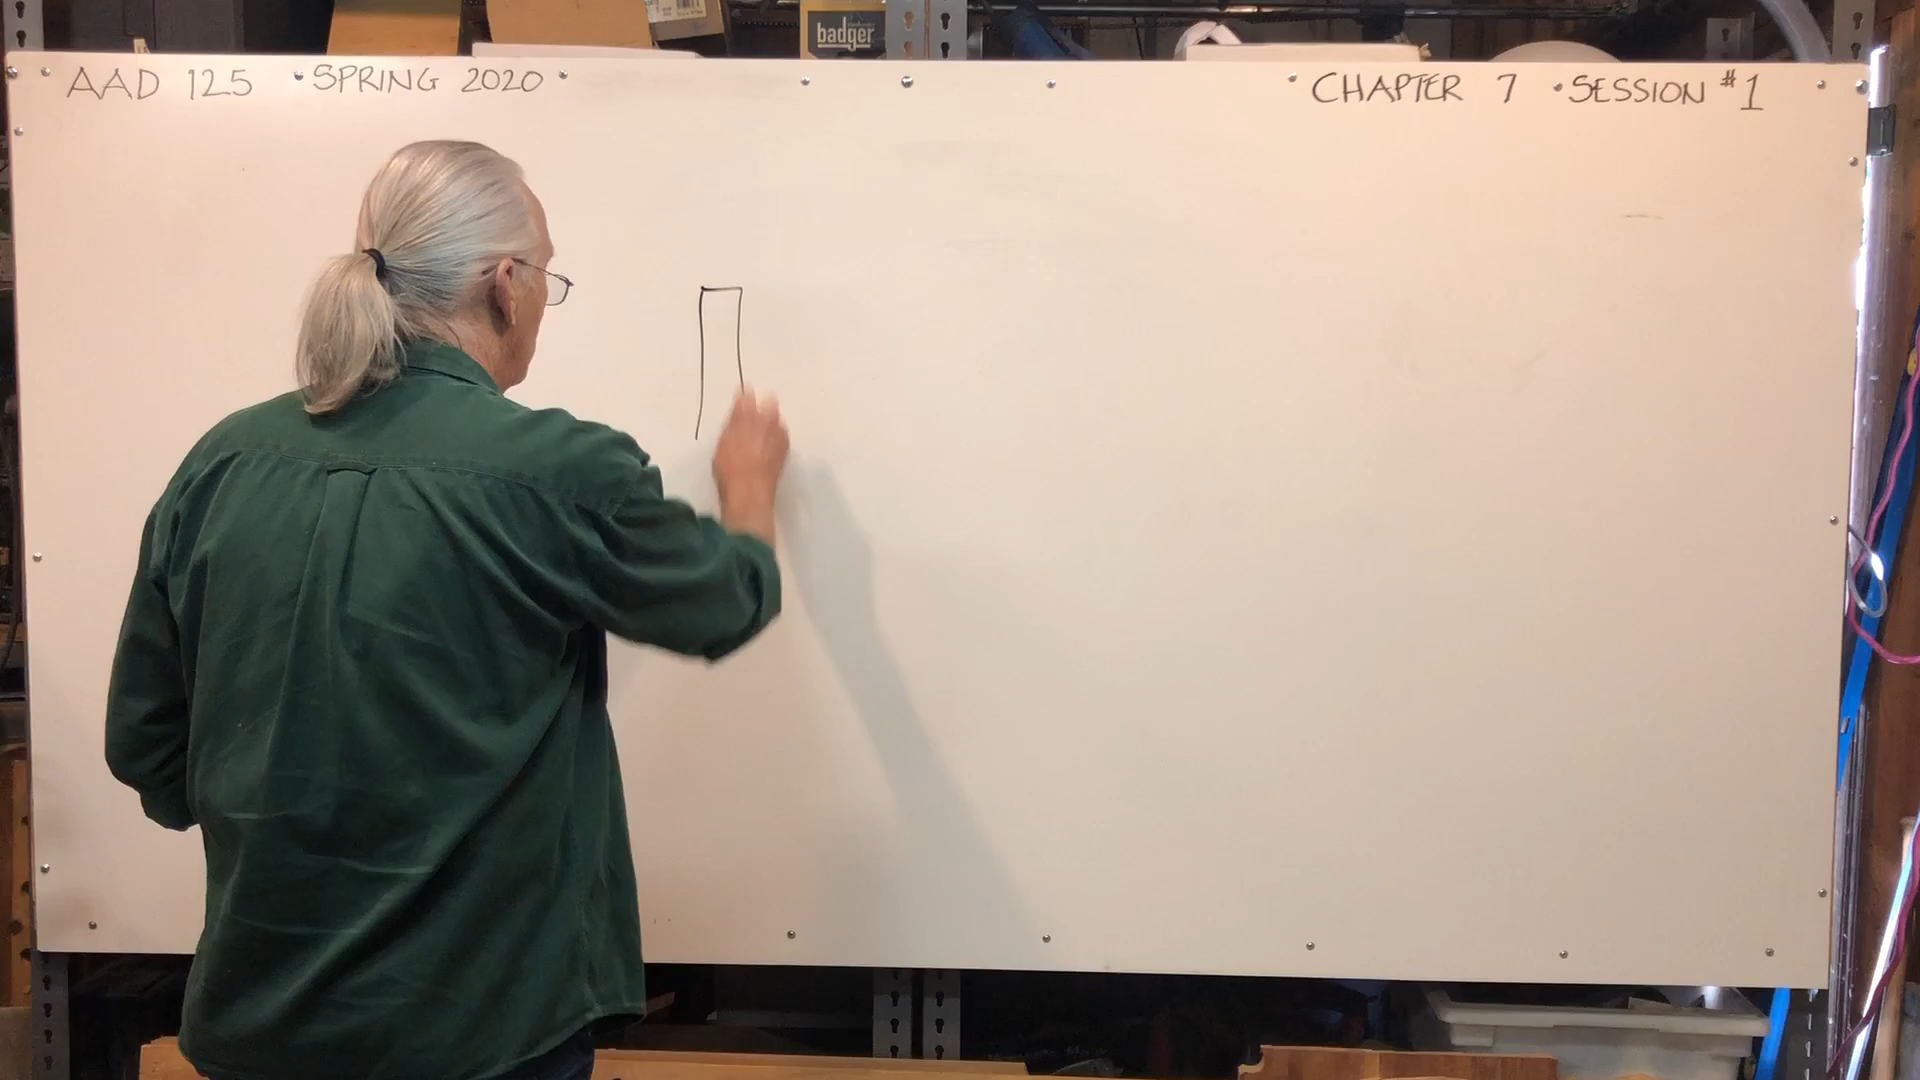 badger
AAD 125 • SPRING 2020
CHAPTER 7 • SESSION #1